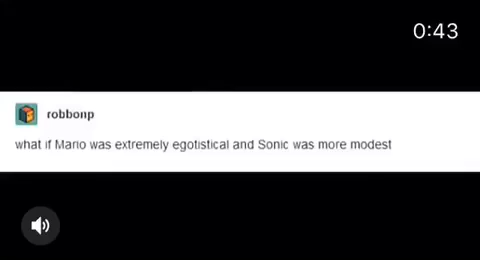 0:43
robbonp
what if Mario was extremely egotistical and Sonic was more modest